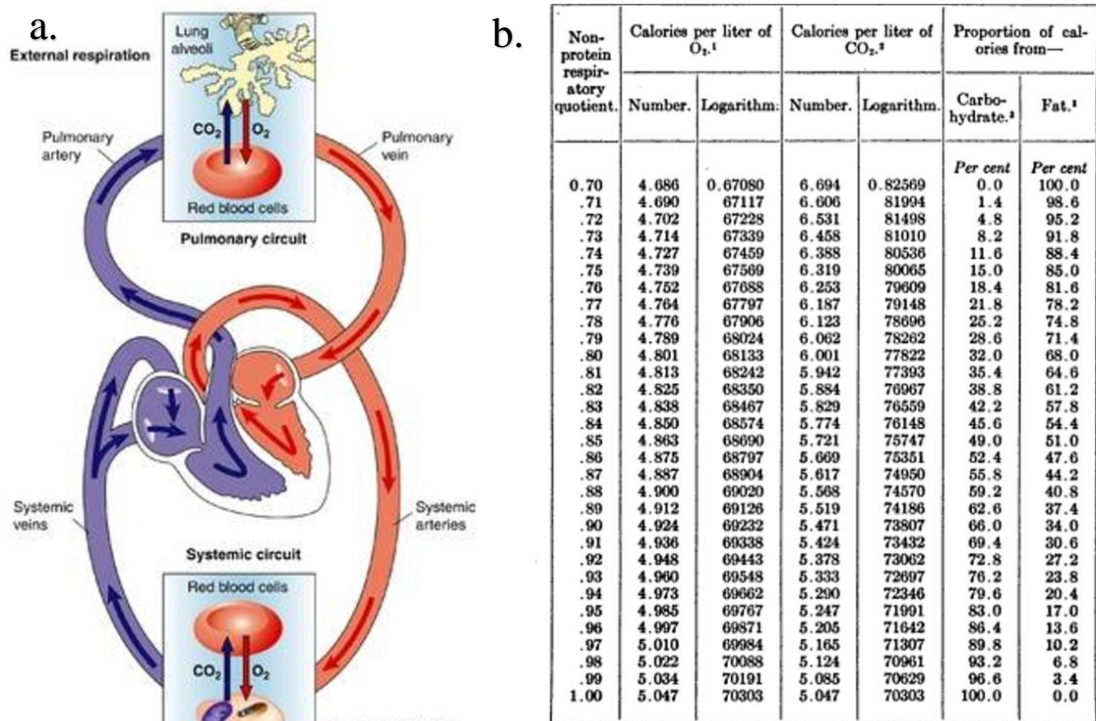 a.
External respiration
Lung
alveoli
CO2
O2
Pulmonary
artery
Pulmonary
vein
Red blood cells
Pulmonary circuit
Systemic
veins
Systemic
arteries
Systemic circuit
Red blood cells
CO2
O2
b.
Non-
protein
respir-
atory
quotient.
Calories per liter of
O₂.¹
Calories per liter of
CO₂.²
Proportion of cal-
ories from—
Number. Logarithm. Number. Logarithm. Carbo-
hydrate.³ Fat.¹
Per cent Per cent
0.70 4.686 0.67080 6.694 0.82569 0.0 100.0
.71 4.690 67117 6.606 81994 1.4 98.6
.72 4.702 67228 6.531 81498 4.8 95.2
.73 4.714 67339 6.458 81010 8.2 91.8
.74 4.727 67459 6.388 80536 11.6 88.4
.75 4.739 67569 6.319 80065 15.0 85.0
.76 4.752 67688 6.253 79609 18.4 81.6
.77 4.764 67797 6.187 79148 21.8 78.2
.78 4.776 67906 6.123 78696 25.2 74.8
.79 4.789 68024 6.062 78262 28.6 71.4
.80 4.801 68133 6.001 77822 32.0 68.0
.81 4.813 68242 5.942 77393 35.4 64.6
.82 4.825 68350 5.884 76967 38.8 61.2
.83 4.838 68467 5.829 76559 42.2 57.8
.84 4.850 68574 5.774 76148 45.6 54.4
.85 4.863 68690 5.721 75747 49.0 51.0
.86 4.875 68797 5.669 75351 52.4 47.6
.87 4.887 68904 5.617 74950 55.8 44.2
.88 4.900 69020 5.568 74570 59.2 40.8
.89 4.912 69126 5.519 74186 62.6 37.4
.90 4.924 69232 5.471 73807 66.0 34.0
.91 4.936 69338 5.424 73432 69.4 30.6
.92 4.948 69443 5.378 73062 72.8 27.2
.93 4.960 69548 5.333 72697 76.2 23.8
.94 4.973 69662 5.290 72346 79.6 20.4
.95 4.985 69767 5.247 71991 83.0 17.0
.96 4.997 69871 5.205 71642 86.4 13.6
.97 5.010 69984 5.165 71307 89.8 10.2
.98 5.022 70088 5.124 70961 93.2 6.8
.99 5.034 70191 5.085 70629 96.6 3.4
1.00 5.047 70303 5.047 70303 100.0 0.0